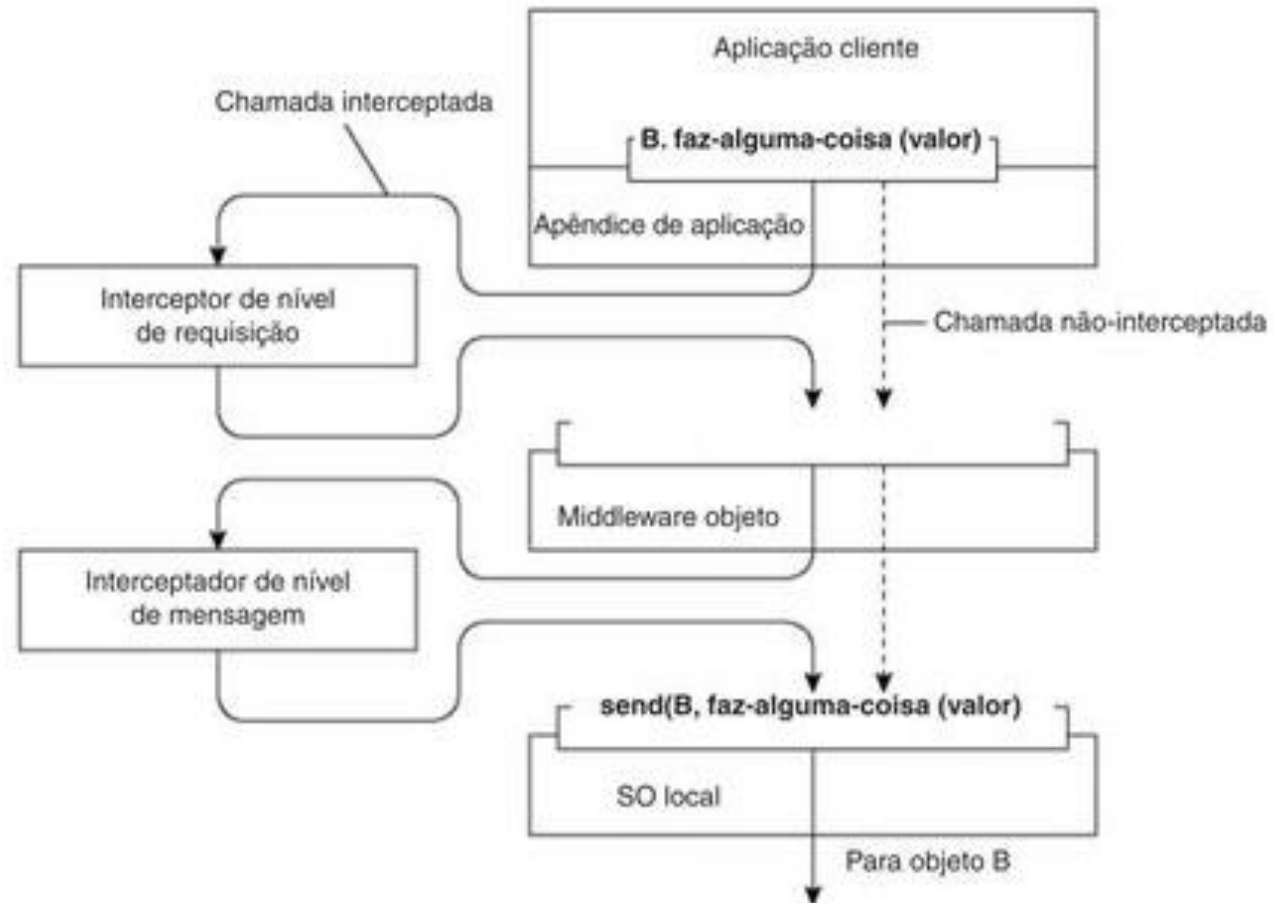 Aplicação cliente
Chamada interceptada
B. faz-alguma-coisa (valor)
Apêndice de aplicação
Interceptor de nível
de requisição
Chamada não-interceptada
Middleware objeto
Interceptador de nível
de mensagem
send(B, faz-alguma-coisa (valor)
SO local
Para objeto B